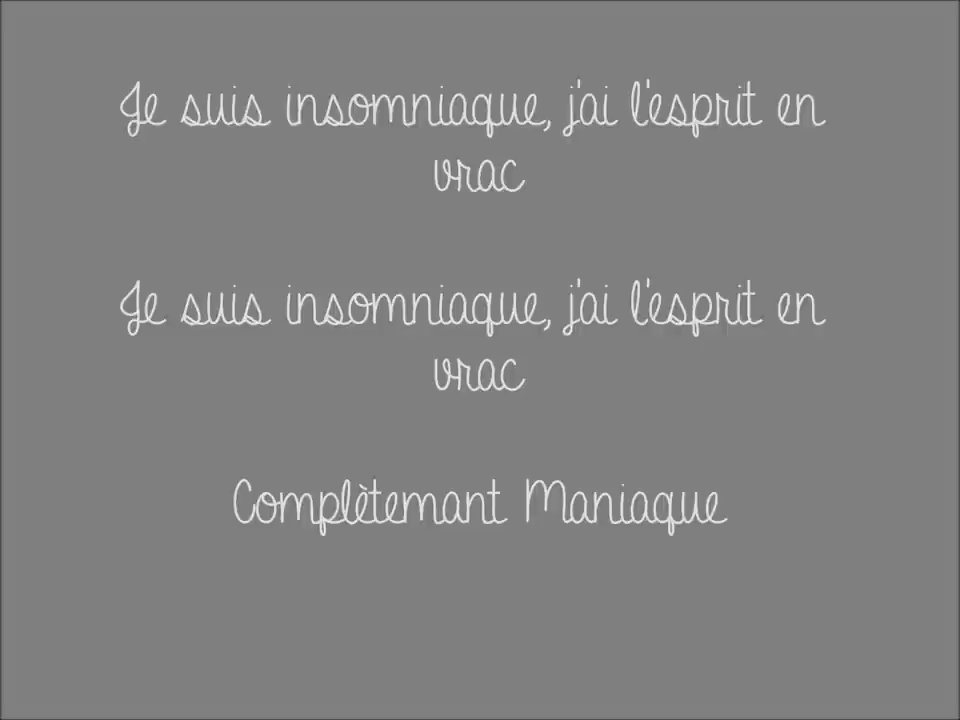 Je suis insomniaque, j'ai l'esprit en
vrac
Je suis insomniaque, j'ai l'esprit en
vrac
Complètemant Maniaque